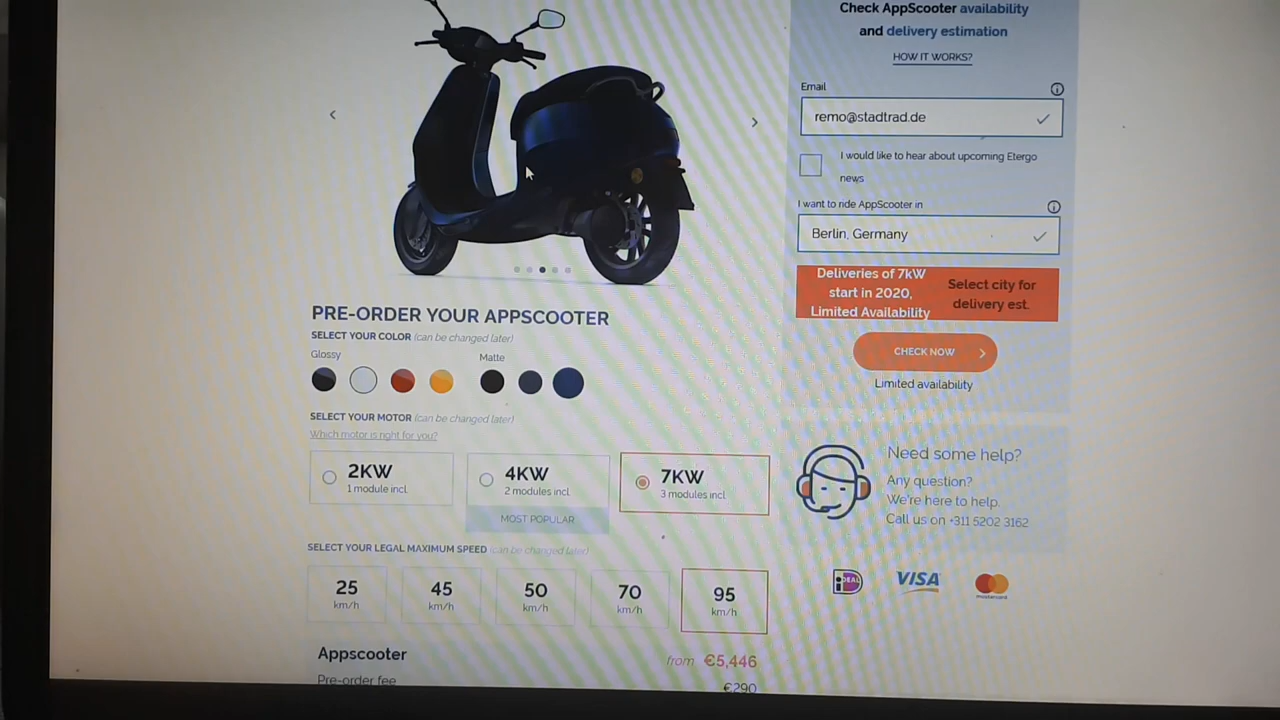 Check AppScooter availability
and delivery estimation
HOW IT WORKS?
Email
remo@stadtrad.de
I would like to hear about upcoming Etergo
news
I want to ride AppScooter in
Berlin, Germany
Deliveries of 7kW
start in 2020,
Limited Availability
Select city for
delivery est.
CHECK NOW
Limited availability
PRE-ORDER YOUR APPSCOOTER
SELECT YOUR COLOR (can be changed later)
Glossy
Matte
SELECT YOUR MOTOR (can be changed later)
Which motor is right for you?
2KW
1 module incl.
4KW
2 modules incl.
MOST POPULAR
7KW
3 modules incl.
SELECT YOUR LEGAL MAXIMUM SPEED (can be changed later)
25
km/h
45
km/h
50
km/h
70
km/h
95
km/h
Appscooter
from €5,446
Pre-order fee
€290
Need some help?
Any question?
We're here to help.
Call us on +311 5202 3162
iDEAL
VISA
mastercard